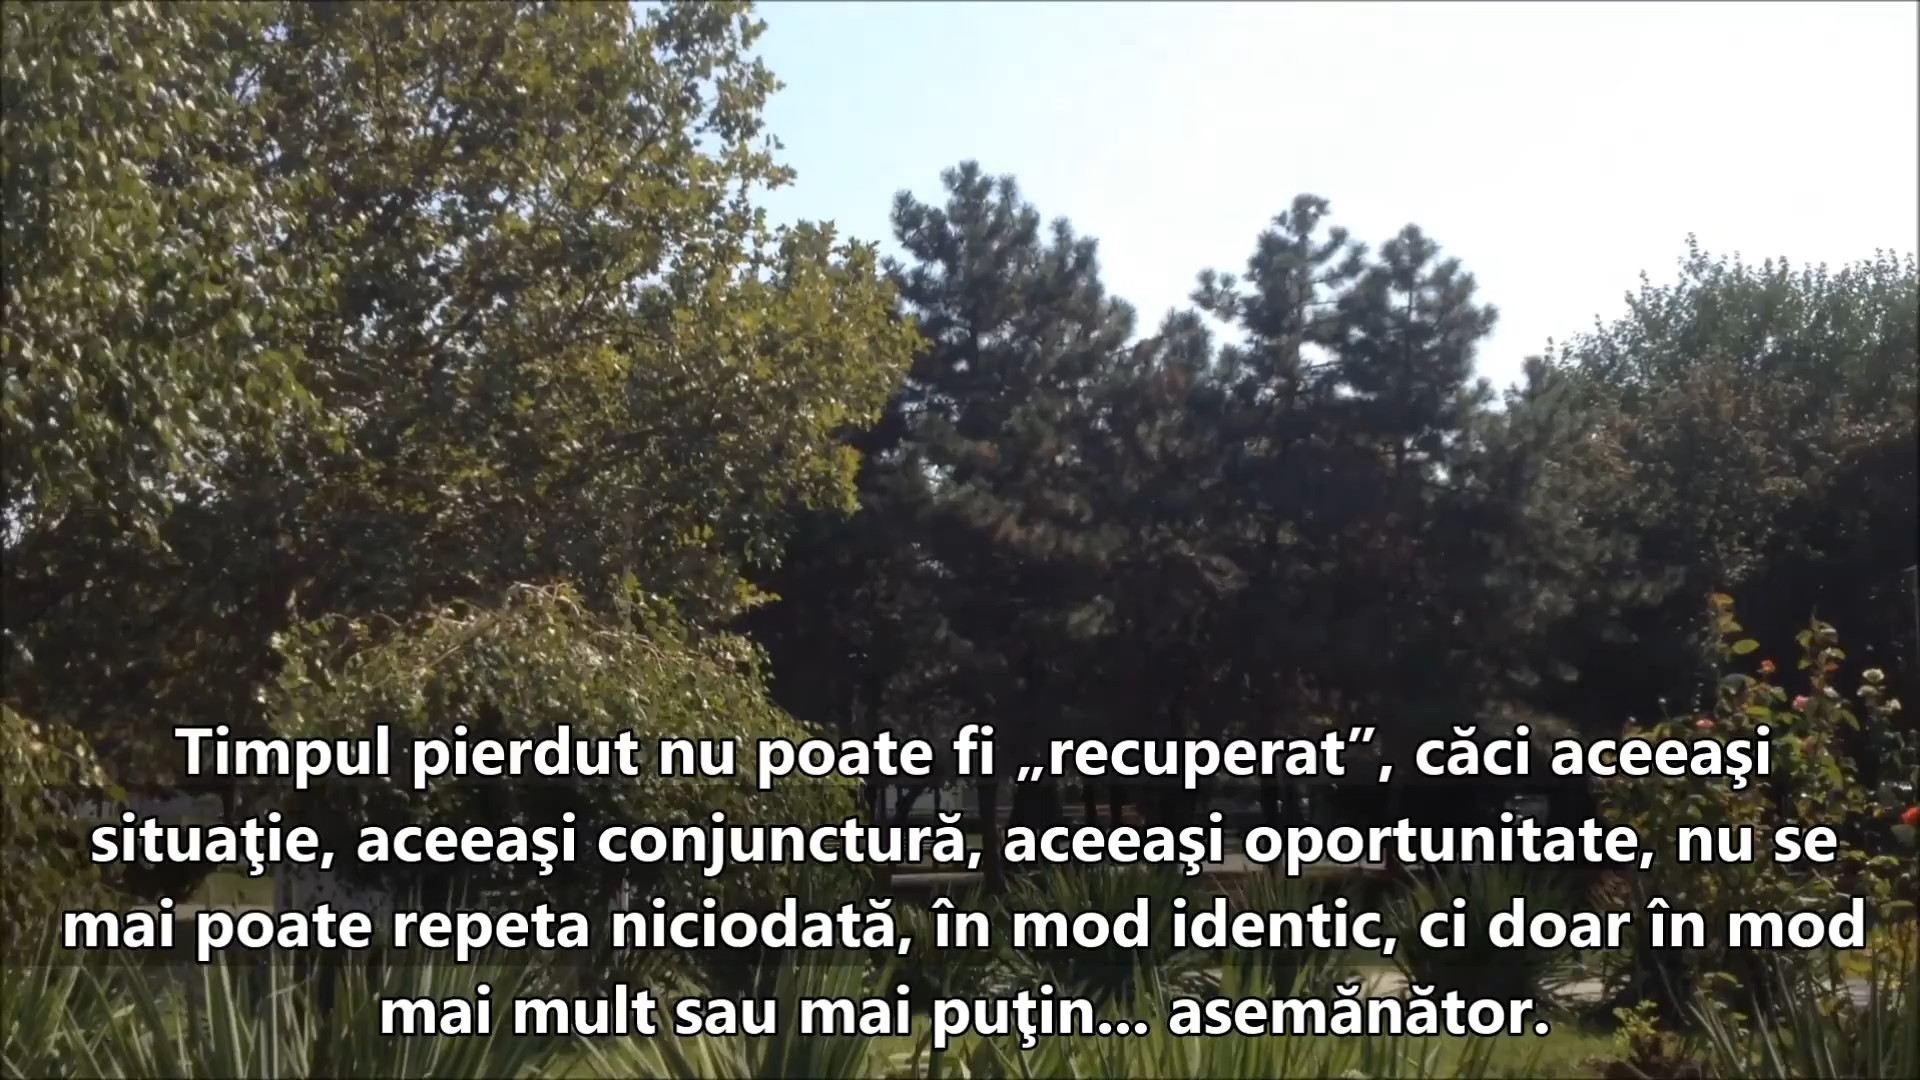 Timpul pierdut nu poate fi „recuperat”, căci aceeaşi
situaţie, aceeaşi conjunctură, aceeaşi oportunitate, nu se
mai poate repeta niciodată, în mod identic, ci doar în mod
mai mult sau mai puţin... asemănător.